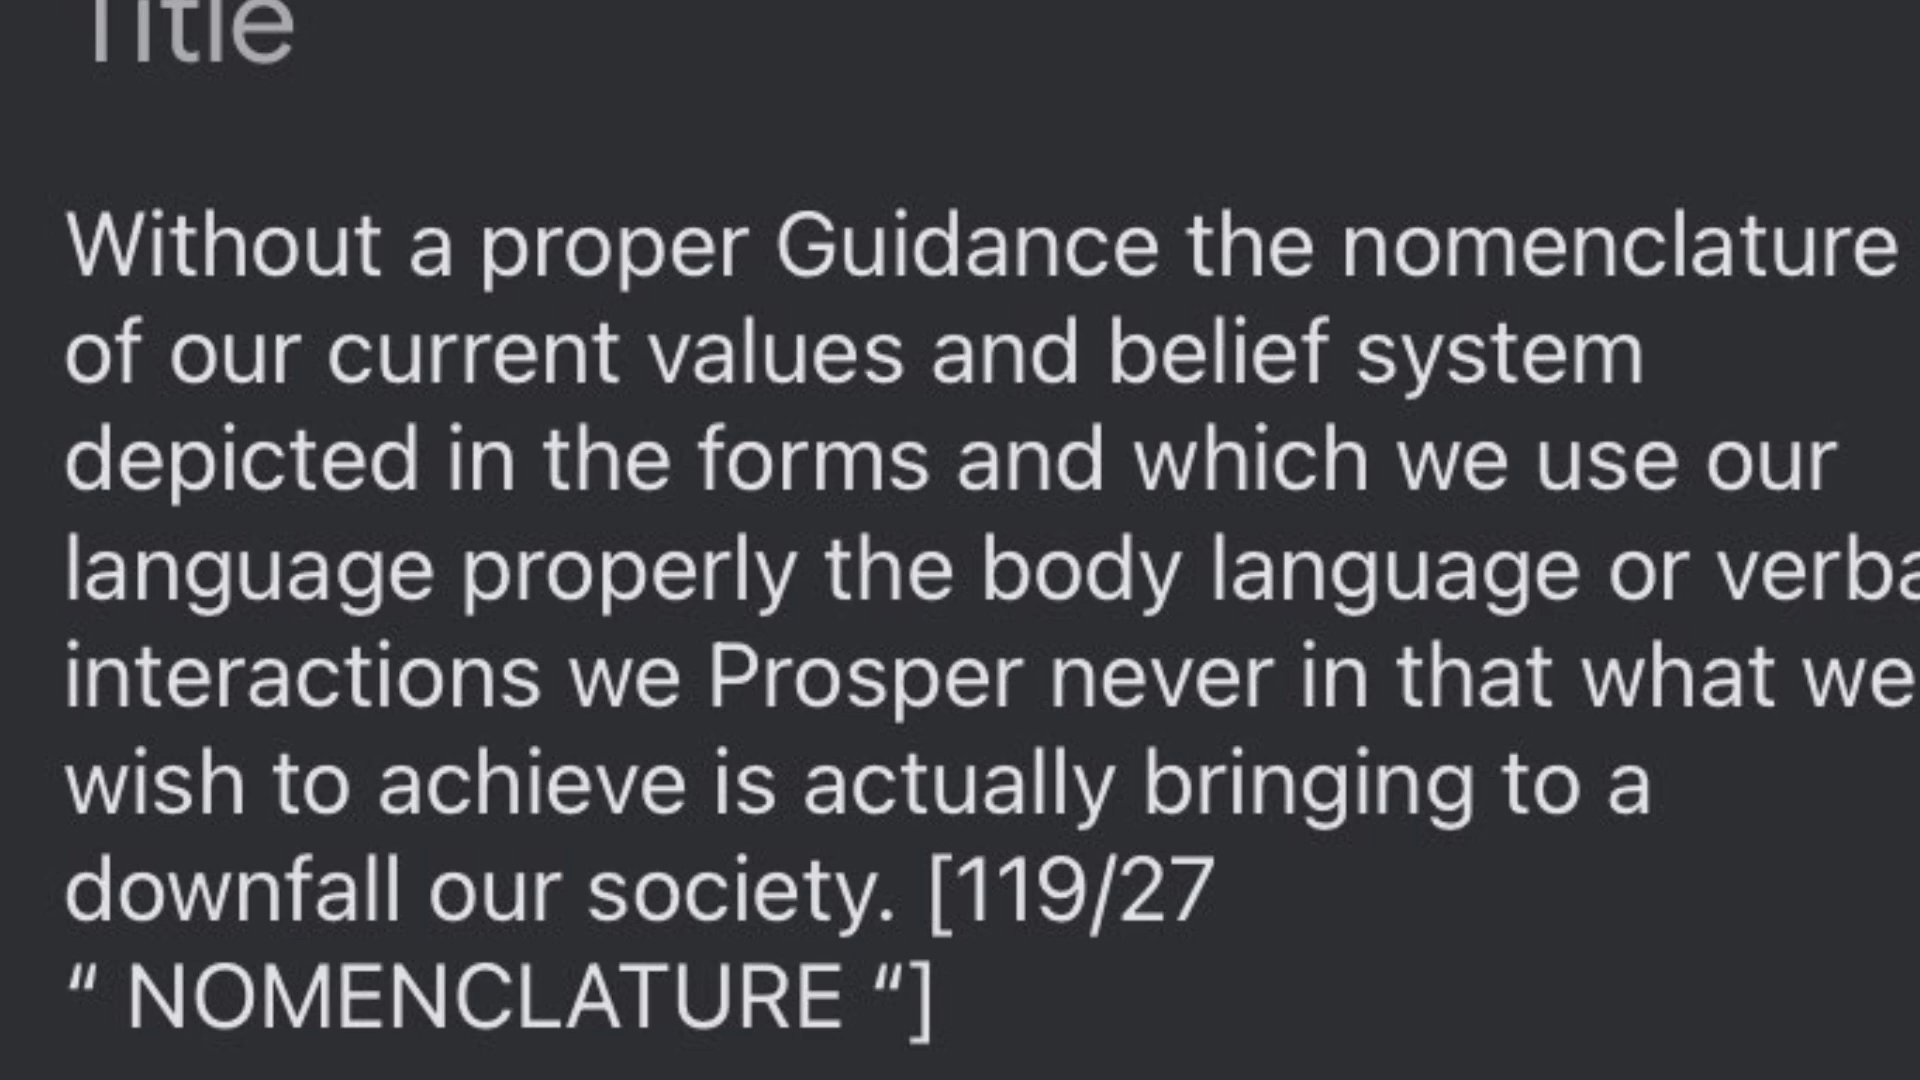 Title
Without a proper Guidance the nomenclature
of our current values and belief system
depicted in the forms and which we use our
language properly the body language or verba
interactions we Prosper never in that what we
wish to achieve is actually bringing to a
downfall our society. [119/27
“ NOMENCLATURE “]